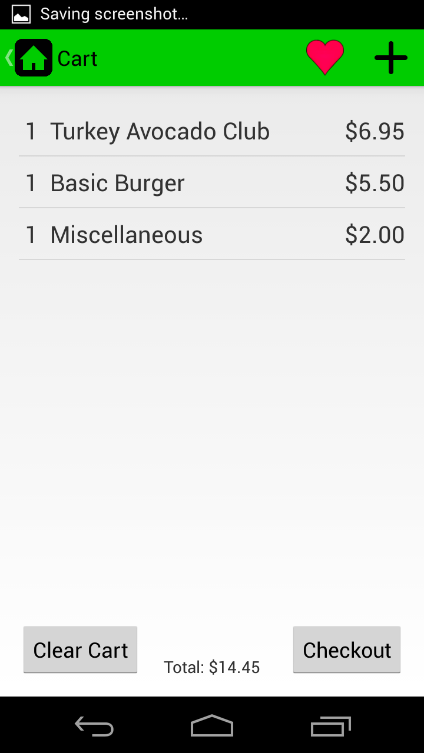 Saving screenshot...
Cart
1 Turkey Avocado Club $6.95
1 Basic Burger $5.50
1 Miscellaneous $2.00
Clear Cart
Total: $14.45
Checkout